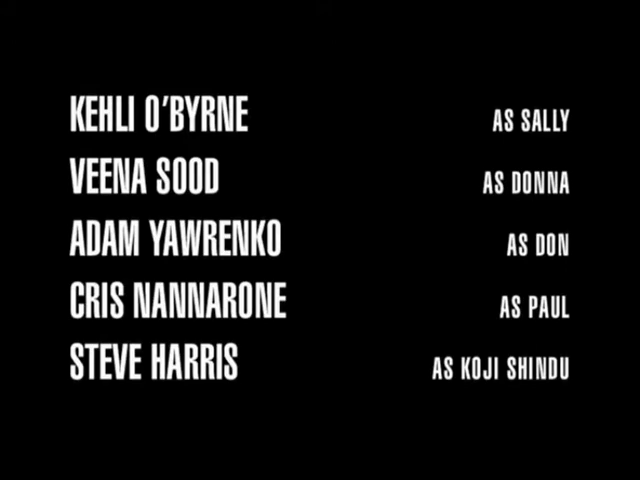 KEHLI O'BYRNE AS SALLY
VEENA SOOD AS DONNA
ADAM YAWRENKO AS DON
CRIS NANNARONE AS PAUL
STEVE HARRIS AS KOJI SHINDU